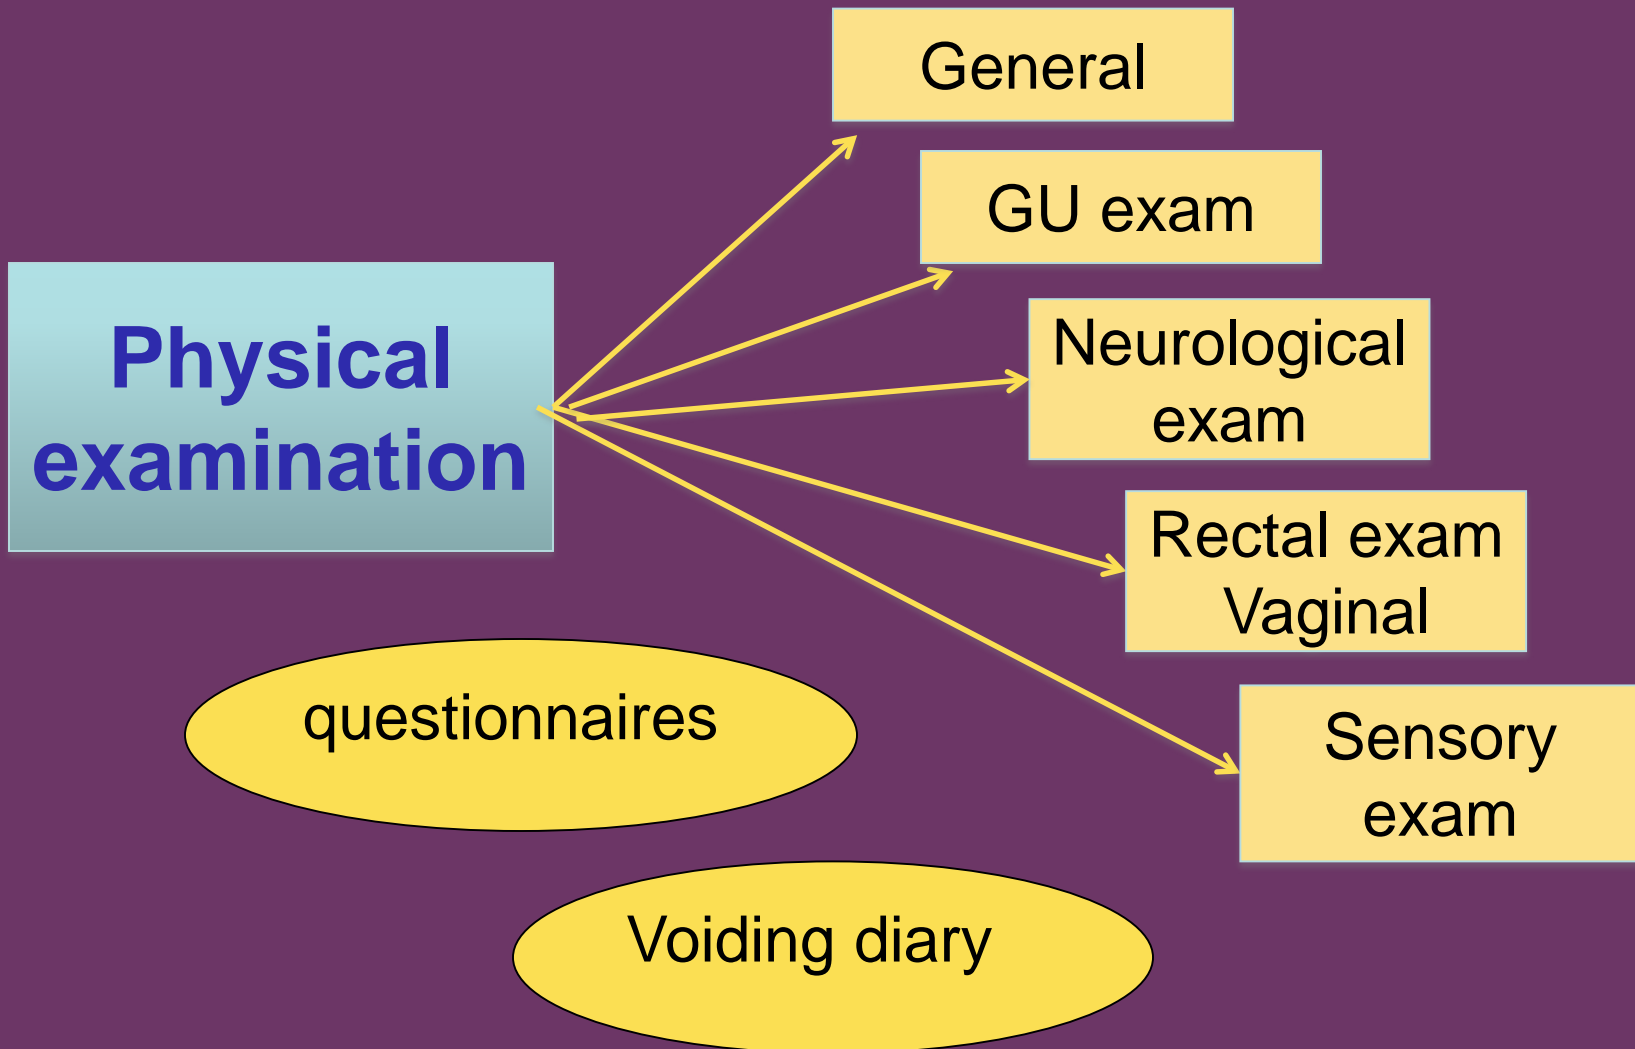 General
GU exam
Physical
examination
Neurological
exam
Rectal exam
Vaginal
questionnaires
Sensory
exam
Voiding diary